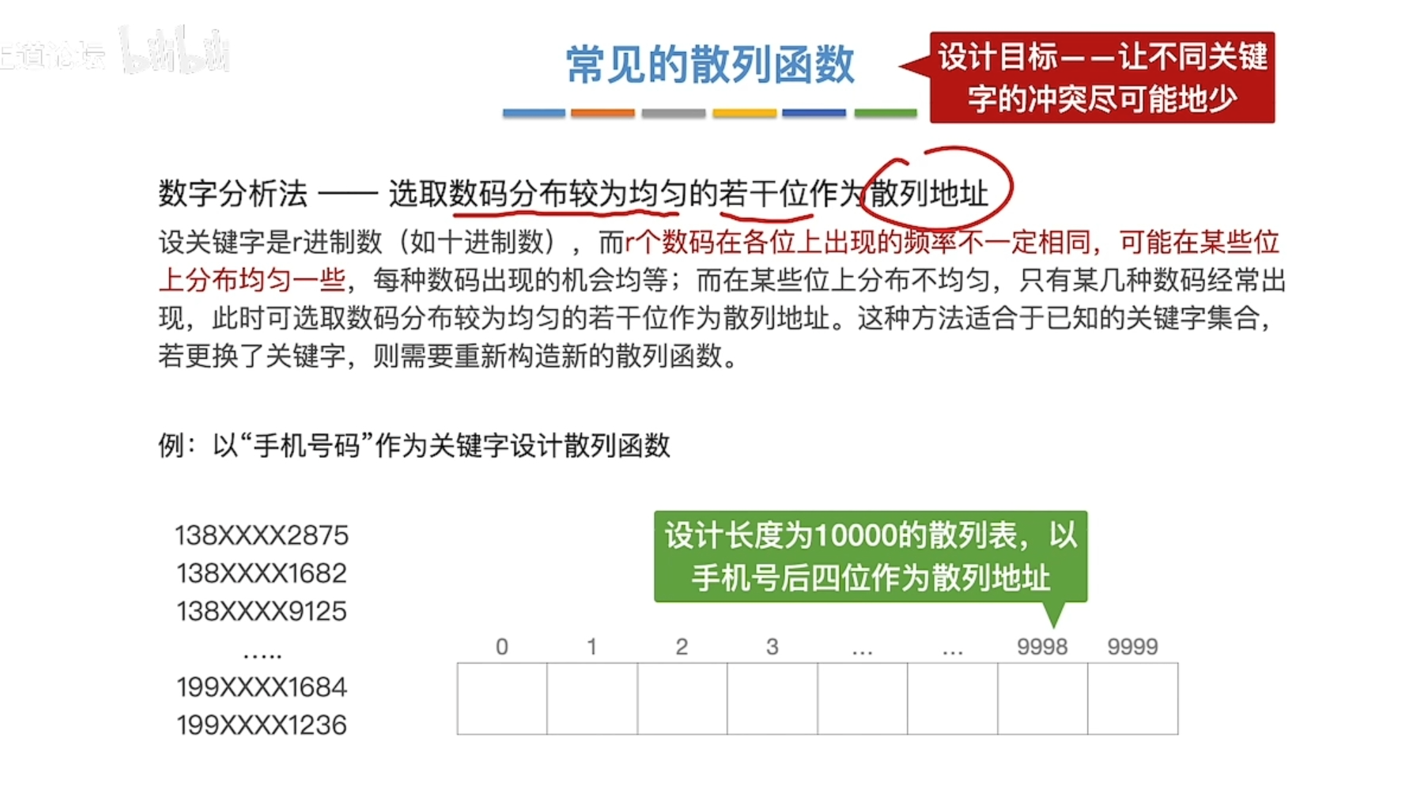 王道论坛 bilibili
常见的散列函数
设计目标——让不同关键
字的冲突尽可能地少
数字分析法 —— 选取数码分布较为均匀的若干位作为散列地址
设关键字是r进制数（如十进制数），而r个数码在各位上出现的频率不一定相同，可能在某些位
上分布均匀一些，每种数码出现的机会均等；而在某些位上分布不均匀，只有某几种数码经常出
现，此时可选取数码分布较为均匀的若干位作为散列地址。这种方法适合于已知的关键字集合，
若更换了关键字，则需要重新构造新的散列函数。
例：以“手机号码”作为关键字设计散列函数
138XXXX2875
138XXXX1682
138XXXX9125
…..
199XXXX1684
199XXXX1236
设计长度为10000的散列表，以
手机号后四位作为散列地址
0 1 2 3 … … 9998 9999